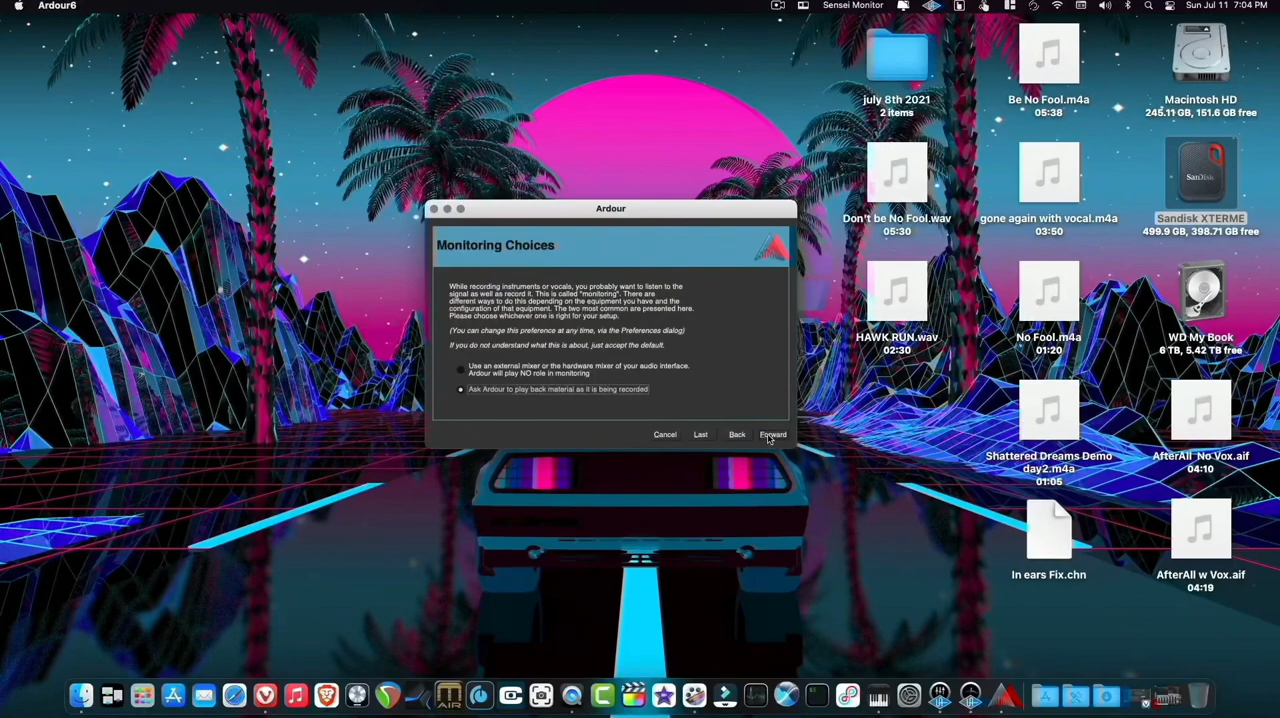 Ardour6
Sensei Monitor
Sun Jul 11 7:04 PM
july 8th 2021
2 items
Be No Fool.m4a
05:38
Macintosh HD
245.11 GB, 151.6 GB free
Don't be No Fool.wav
05:30
gone again with vocal.m4a
03:50
SanDisk
Sandisk XTERME
499.9 GB, 398.71 GB free
HAWK.RUN.wav
02:30
No Fool.m4a
01:20
WD My Book
6 TB, 5.42 TB free
Shattered Dreams Demo
day2.m4a
01:05
AfterAll_No Vox.aif
04:10
In ears Fix.chn
AfterAll w Vox.aif
04:19
Ardour
Monitoring Choices
While recording instruments or vocals, you probably want to listen to the
signal as well as record it. This is called "monitoring". There are
different ways to do this depending on the equipment you have and the
configuration of that equipment. The two most common are presented here.
Please choose whichever one is right for your setup.
(You can change this preference at any time, via the Preferences dialog)
If you do not understand what this is about, just accept the default.
Use an external mixer or the hardware mixer of your audio interface.
Ardour will play NO role in monitoring
Ask Ardour to play back material as it is being recorded
Cancel
Last
Back
Forward
AIR